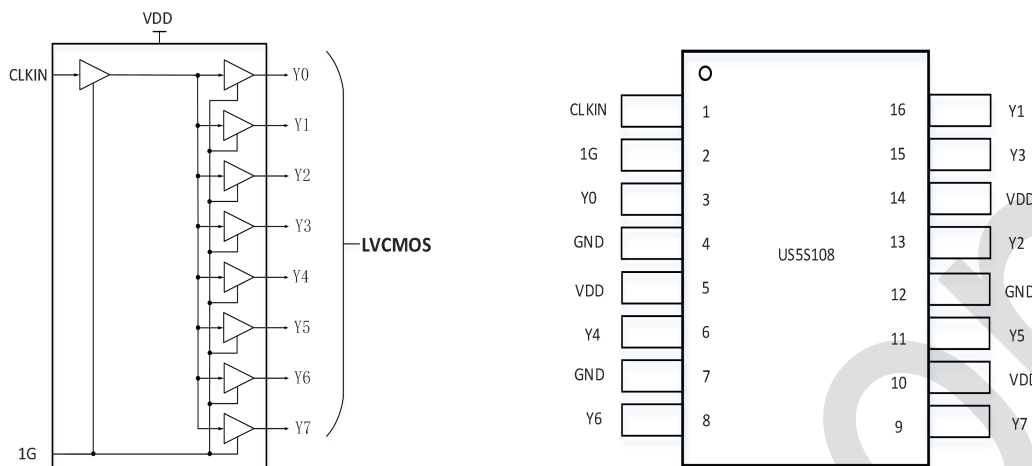 VDD
CLKIN
Y0
Y1
Y2
Y3
LVCMOS
Y4
Y5
Y6
Y7
1G
US5S108
CLKIN 1
1G 2
Y0 3
GND 4
VDD 5
Y4 6
GND 7
Y6 8
16 Y1
15 Y3
14 VDD
13 Y2
12 GND
11 Y5
10 VDD
9 Y7